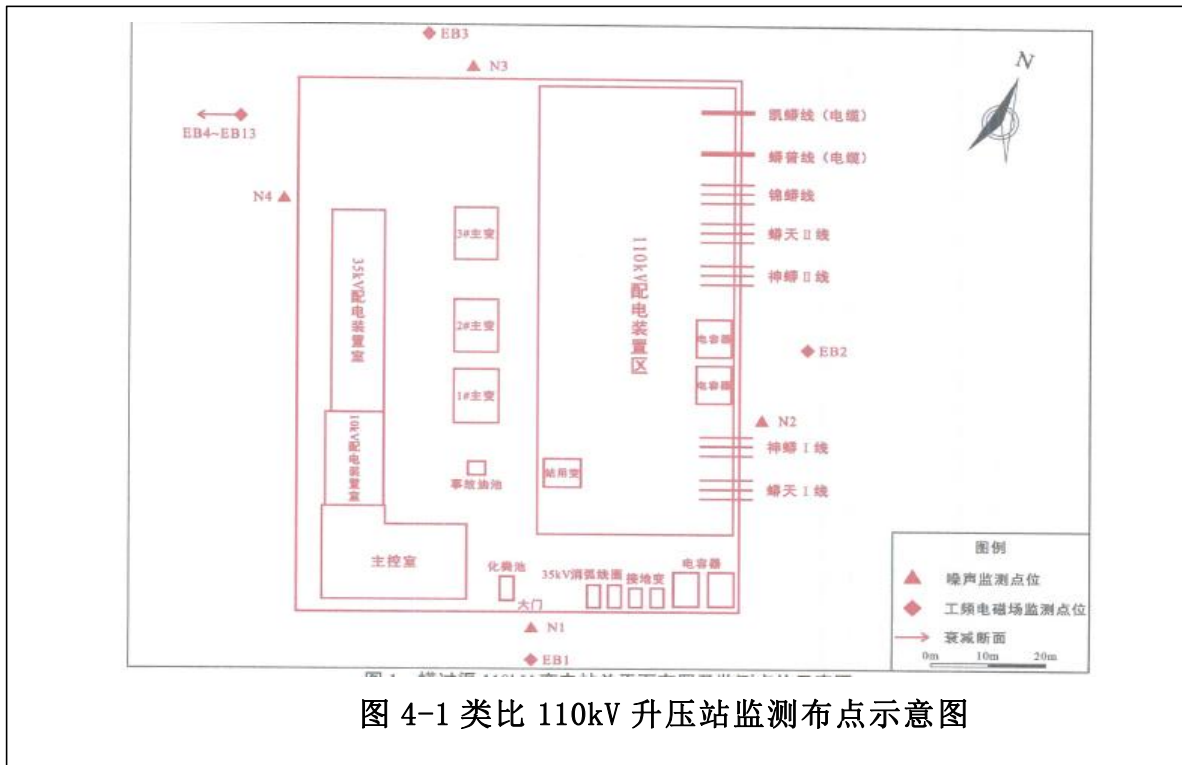 EB3
N3
N
EB4~EB13
凯蟒线（电缆）
蟒普线（电缆）
N4
锦蟒线
3#主变
蟒天Ⅱ线
110kV配电装置区
35kV配电装置室
神蟒Ⅱ线
2#主变
电容器
EB2
电容器
1#主变
N2
10kV配电装置室
神蟒Ⅰ线
站用变
事故油池
蟒天Ⅰ线
主控室
化粪池
35kV消弧线圈
接地变
电容器
大门
N1
EB1
图例
噪声监测点位
工频电磁场监测点位
衰减断面
0m 10m 20m
图 4-1 类比 110kV 升压站监测布点示意图